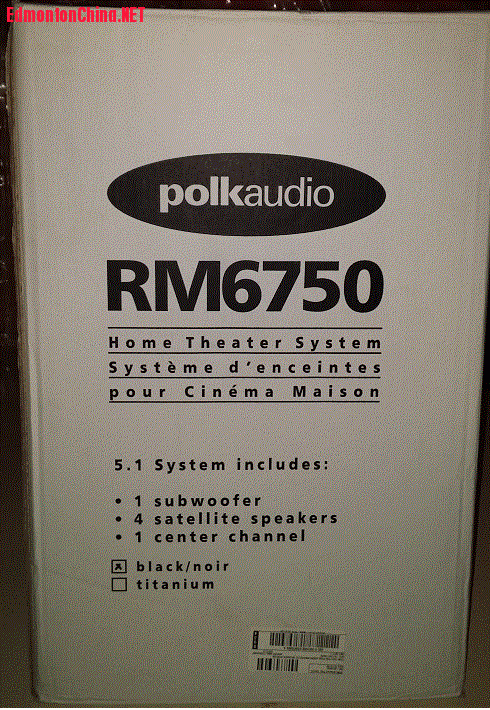 EdmontonChina.NET
polkaudio
RM6750
Home Theater System
Système d'enceintes
pour Cinéma Maison
5.1 System includes:
• 1 subwoofer
• 4 satellite speakers
• 1 center channel
black/noir
titanium